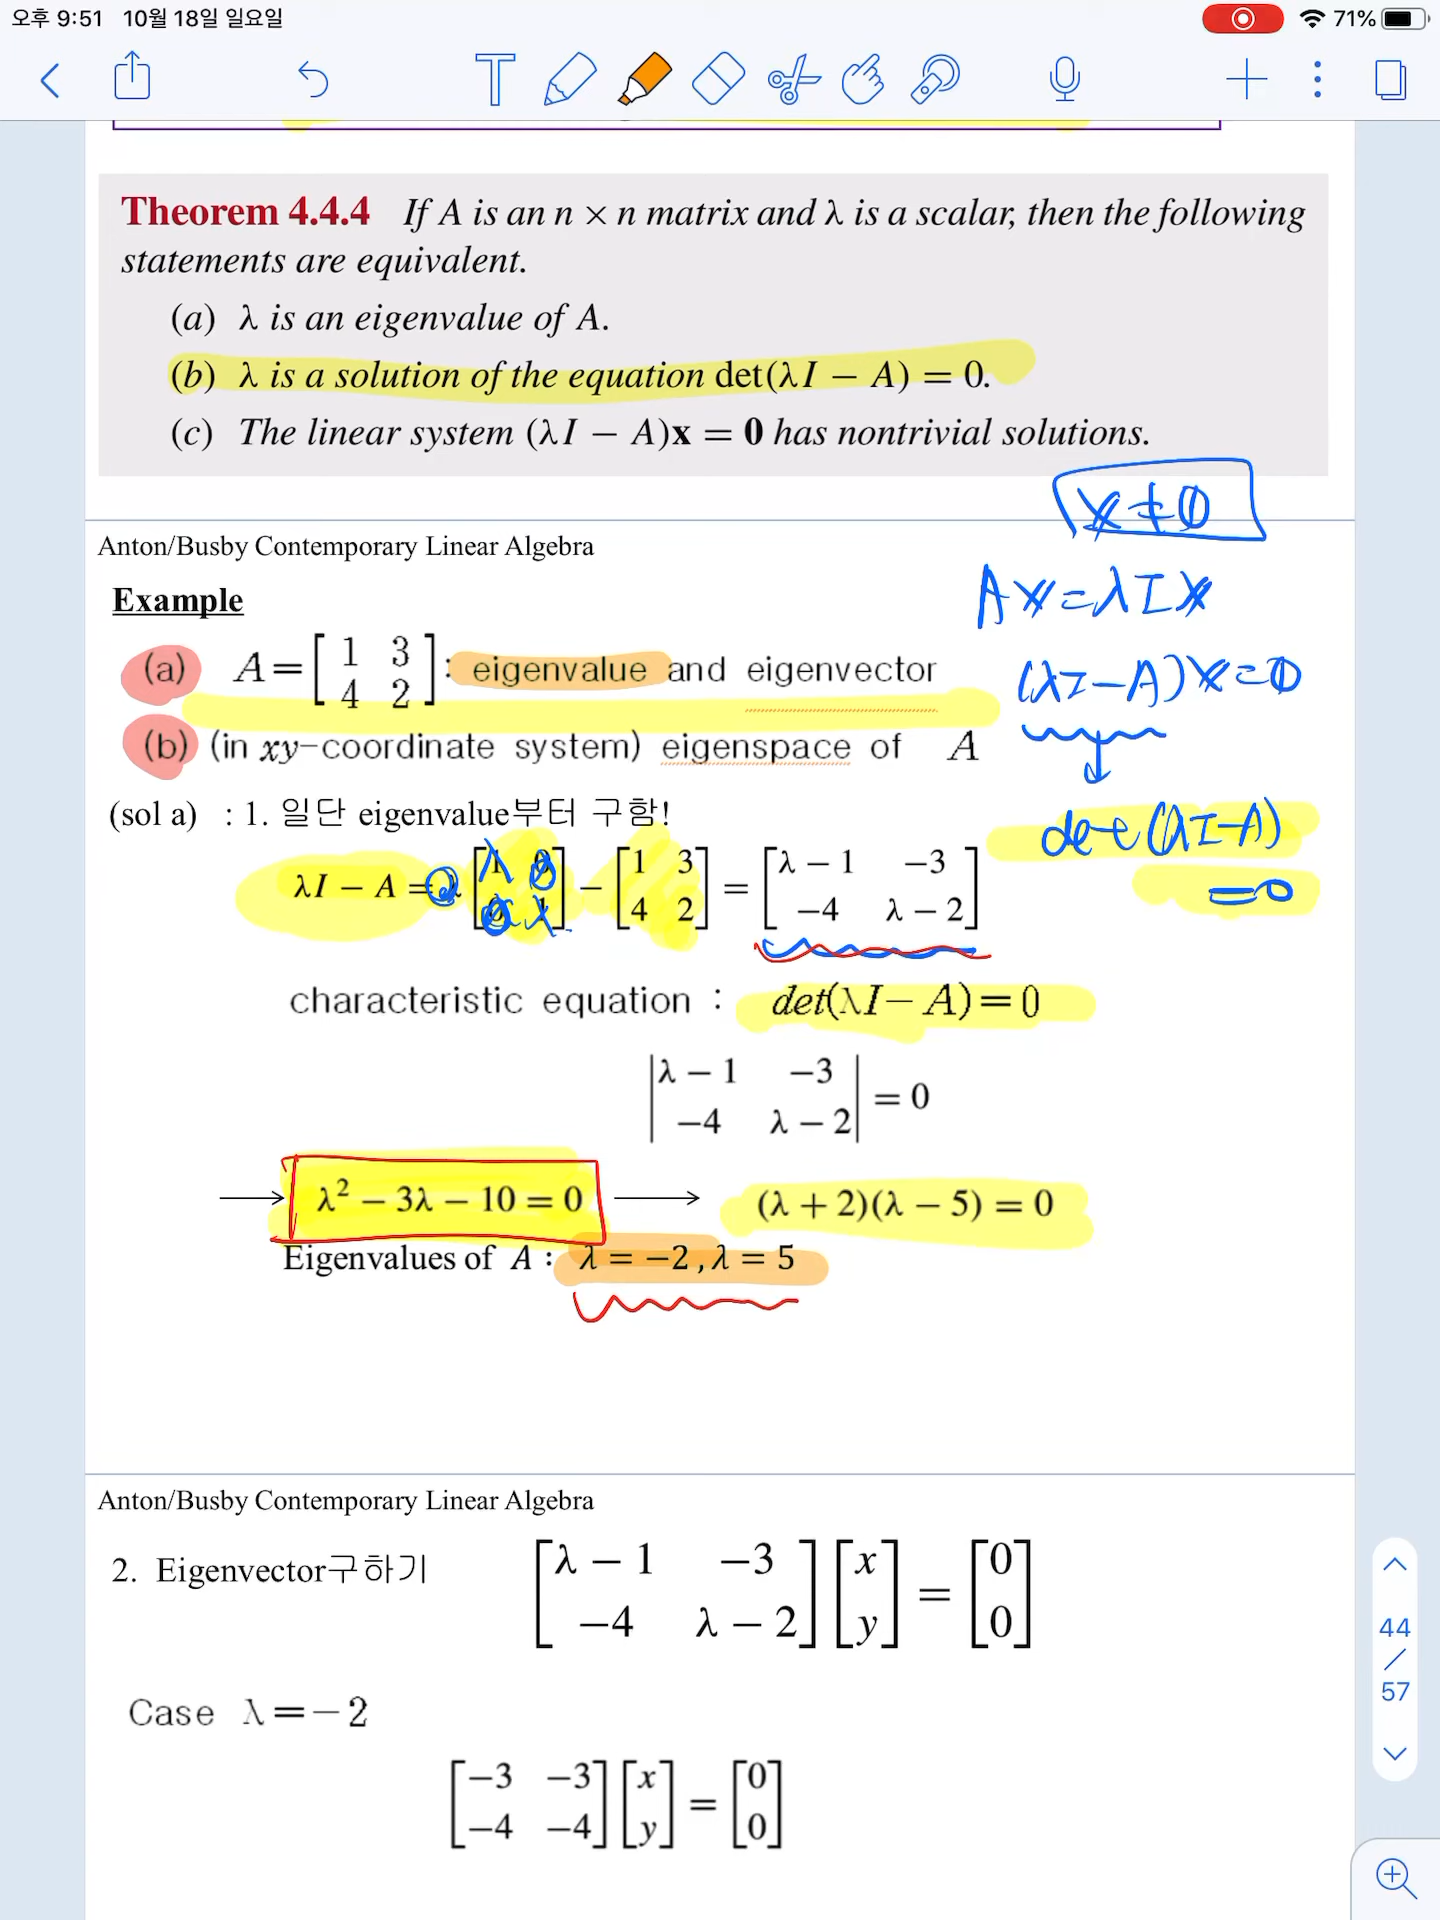 오후 9:51 10월 18일 일요일 71%
Theorem 4.4.4 If A is an n × n matrix and λ is a scalar, then the following
statements are equivalent.
(a) λ is an eigenvalue of A.
(b) λ is a solution of the equation det(λI − A) = 0.
(c) The linear system (λI − A)x = 0 has nontrivial solutions.
x ≠ 0
Anton/Busby Contemporary Linear Algebra
Ax = λIx
Example
(a) A = [1 3; 4 2] : eigenvalue and eigenvector
(λI − A)x = 0
(b) (in xy-coordinate system) eigenspace of A
(sol a) : 1. 일단 eigenvalue부터 구함!
det(λI−A)
=0
λI − A = λ [1 0; 0 1] − [1 3; 4 2] = [λ − 1 −3; −4 λ − 2]
λ 0
0 λ
characteristic equation : det(λI − A) = 0
|λ − 1 −3; −4 λ − 2| = 0
→ λ² − 3λ − 10 = 0 → (λ + 2)(λ − 5) = 0
Eigenvalues of A : λ = −2 , λ = 5
Anton/Busby Contemporary Linear Algebra
2. Eigenvector구하기 [λ − 1 −3; −4 λ − 2] [x; y] = [0; 0]
44
/
57
Case λ = −2
[−3 −3; −4 −4] [x; y] = [0; 0]